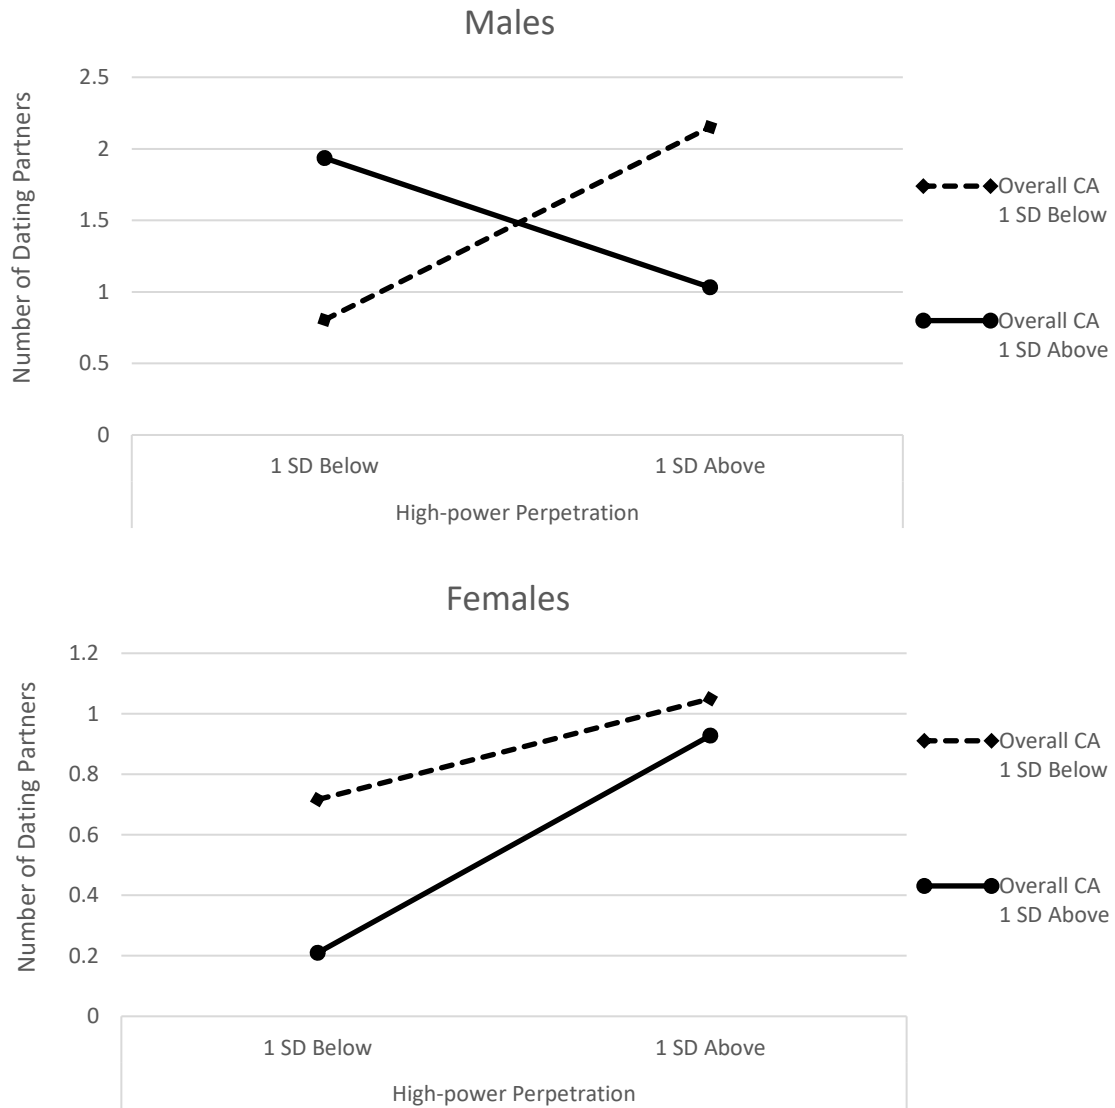 Males
Number of Dating Partners
2.5
2
1.5
1
0.5
0
1 SD Below
1 SD Above
High-power Perpetration
Overall CA
1 SD Below
Overall CA
1 SD Above
Females
Number of Dating Partners
1.2
1
0.8
0.6
0.4
0.2
0
1 SD Below
1 SD Above
High-power Perpetration
Overall CA
1 SD Below
Overall CA
1 SD Above